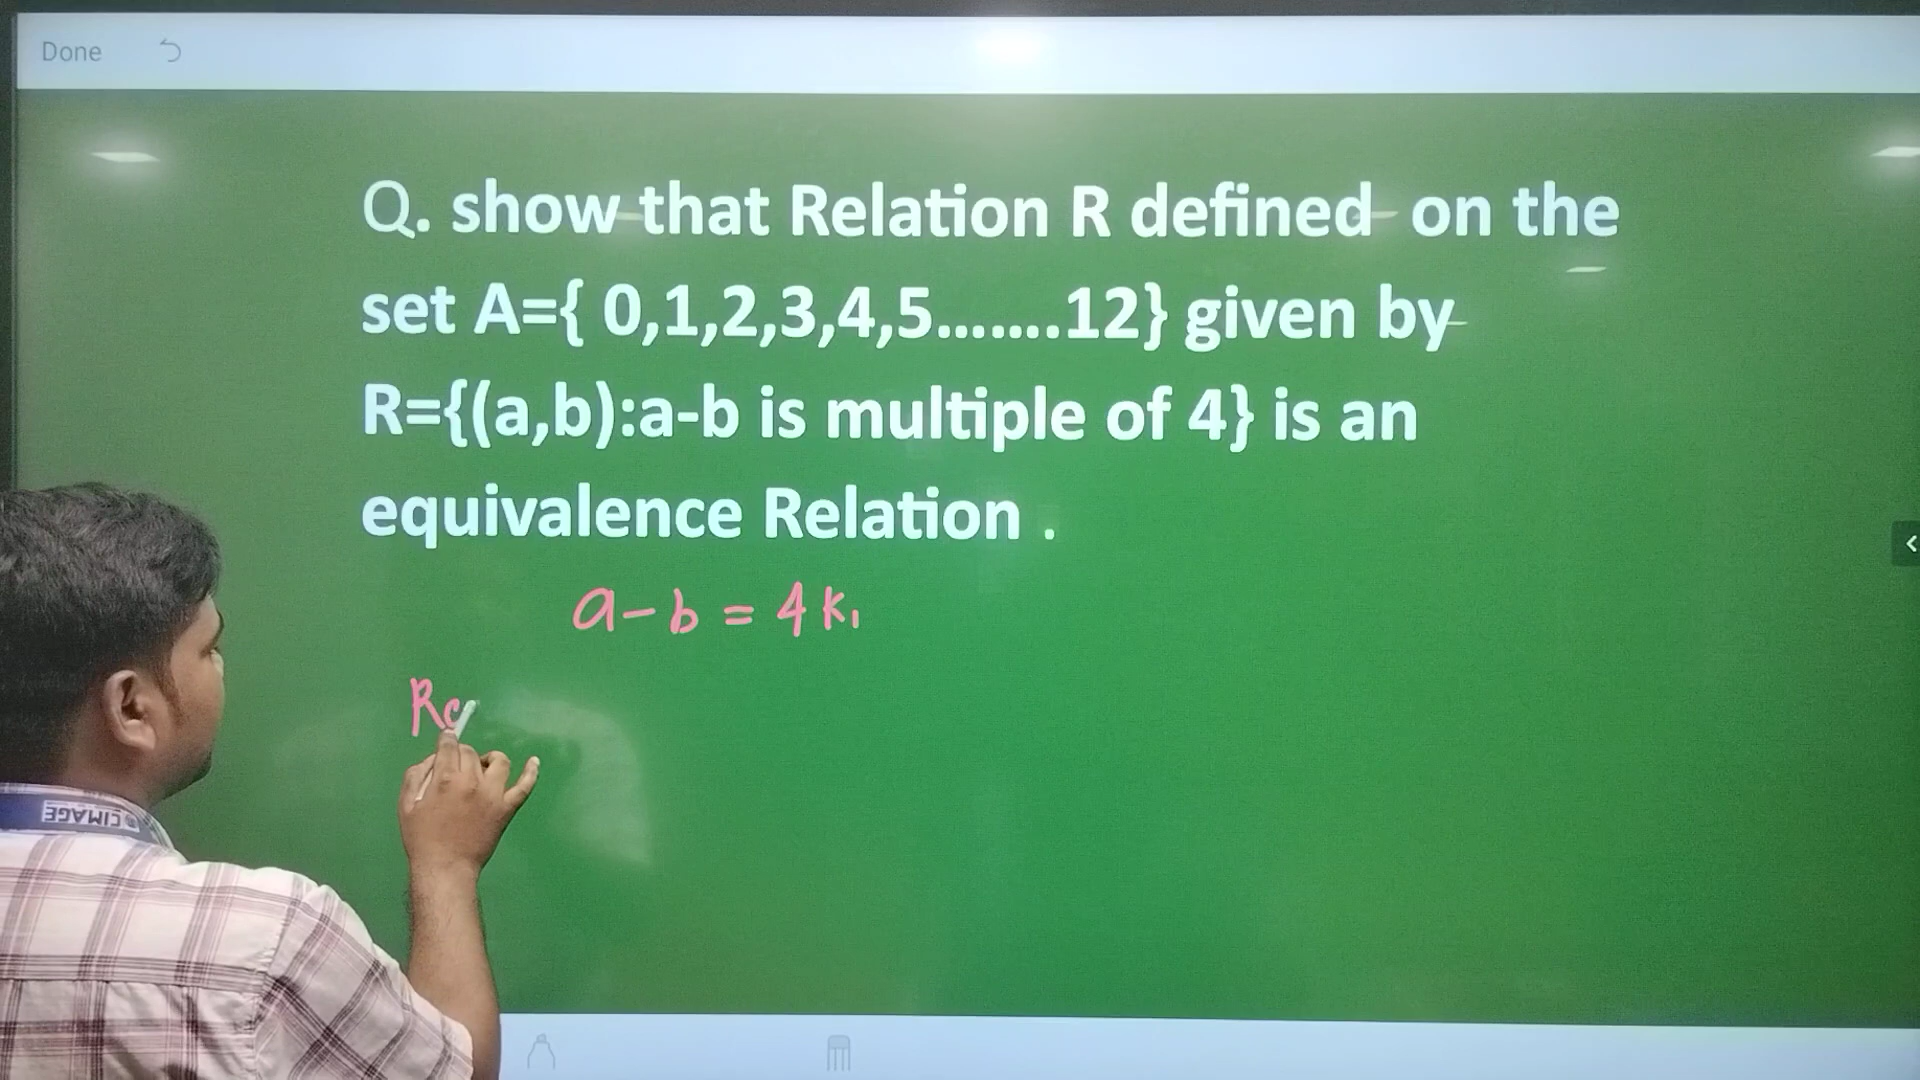 Done
Q. show that Relation R defined on the
set A={ 0,1,2,3,4,5.......12} given by
R={(a,b):a-b is multiple of 4} is an
equivalence Relation .
a-b = 4k₁
Re
CIMAGE